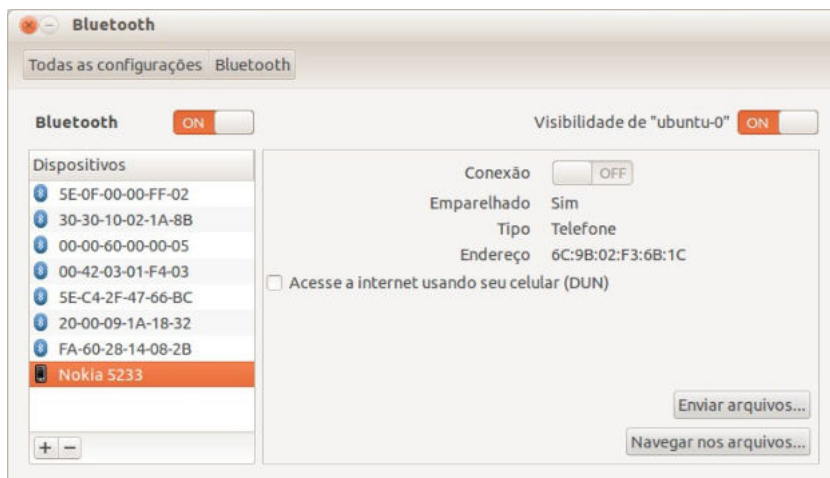 Bluetooth
Todas as configurações Bluetooth
Bluetooth ON
Visibilidade de "ubuntu-0" ON
Dispositivos
5E-0F-00-00-FF-02
30-30-10-02-1A-8B
00-00-60-00-00-05
00-42-03-01-F4-03
5E-C4-2F-47-66-BC
20-00-09-1A-18-32
FA-60-28-14-08-2B
Nokia 5233
Conexão OFF
Emparelhado Sim
Tipo Telefone
Endereço 6C:9B:02:F3:6B:1C
Acesse a internet usando seu celular (DUN)
Enviar arquivos...
Navegar nos arquivos...